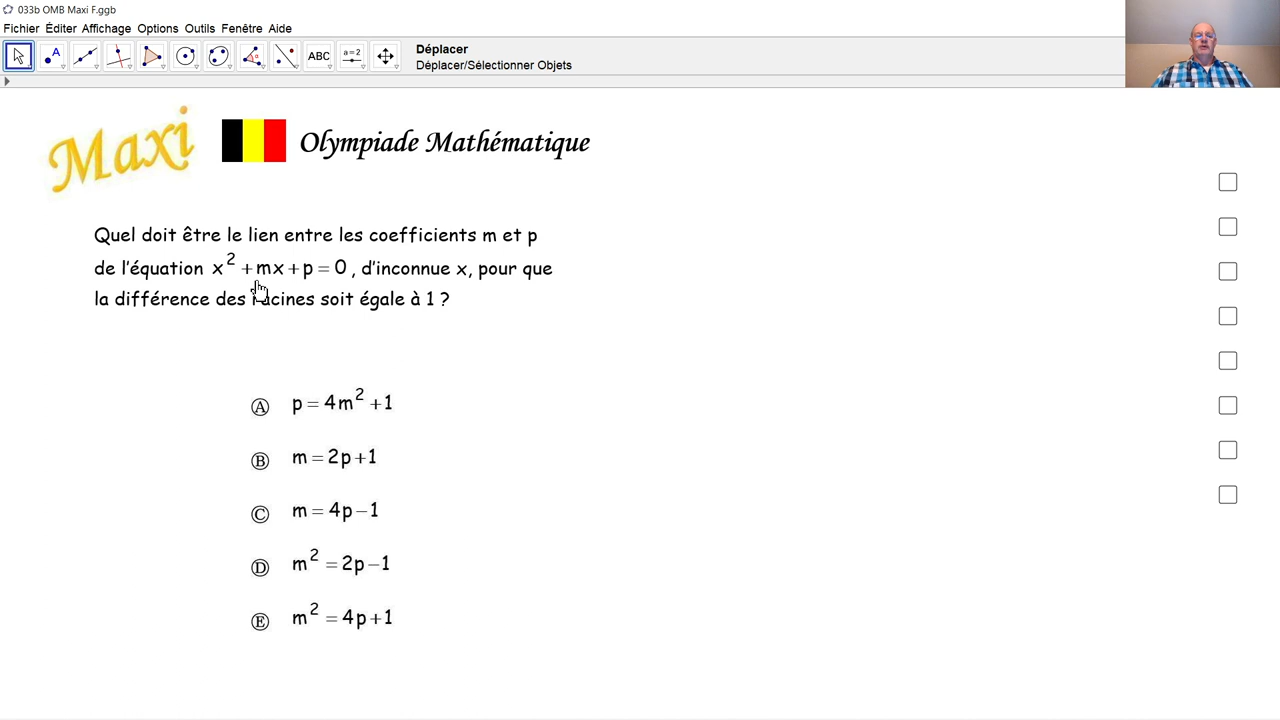 033b OMB Maxi F.ggb
Fichier Éditer Affichage Options Outils Fenêtre Aide
A ABC a=2
Déplacer
Déplacer/Sélectionner Objets
Maxi
Olympiade Mathématique
Quel doit être le lien entre les coefficients m et p
de l'équation x² + mx + p = 0 , d'inconnue x, pour que
la différence des racines soit égale à 1 ?
Ⓐ p = 4m² + 1
Ⓑ m = 2p + 1
Ⓒ m = 4p − 1
Ⓓ m² = 2p − 1
Ⓔ m² = 4p + 1